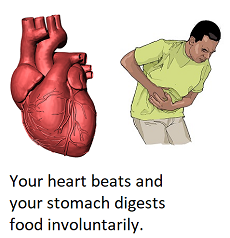 Your heart beats and
your stomach digests
food involuntarily.